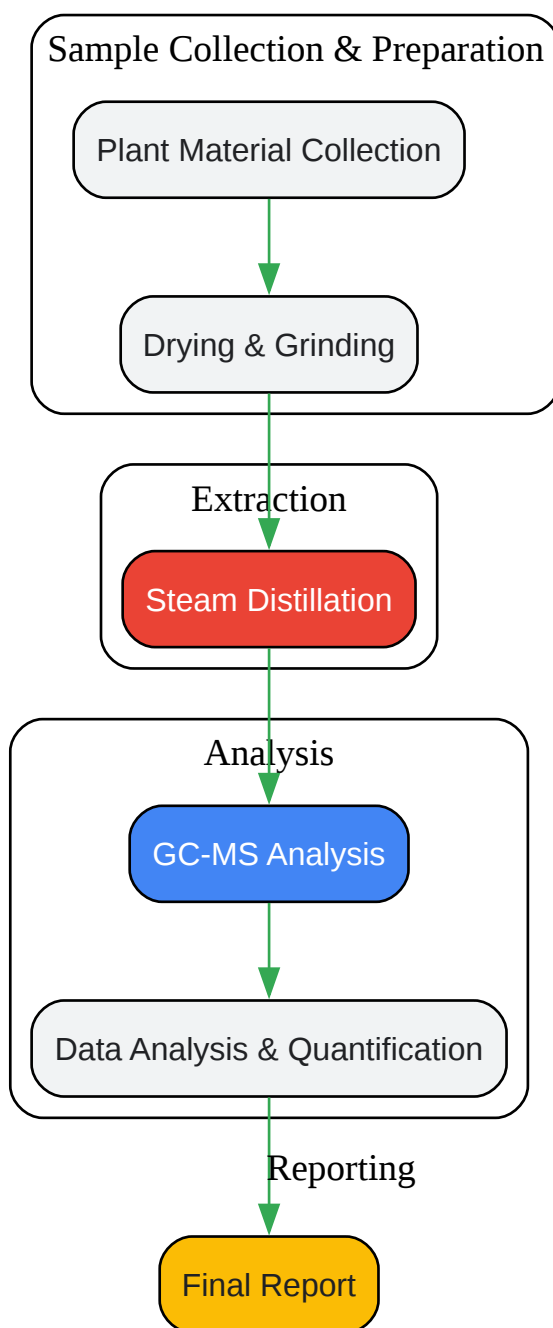 Sample Collection & Preparation
Plant Material Collection
Drying & Grinding
Extraction
Steam Distillation
Analysis
GC-MS Analysis
Data Analysis & Quantification
Reporting
Final Report